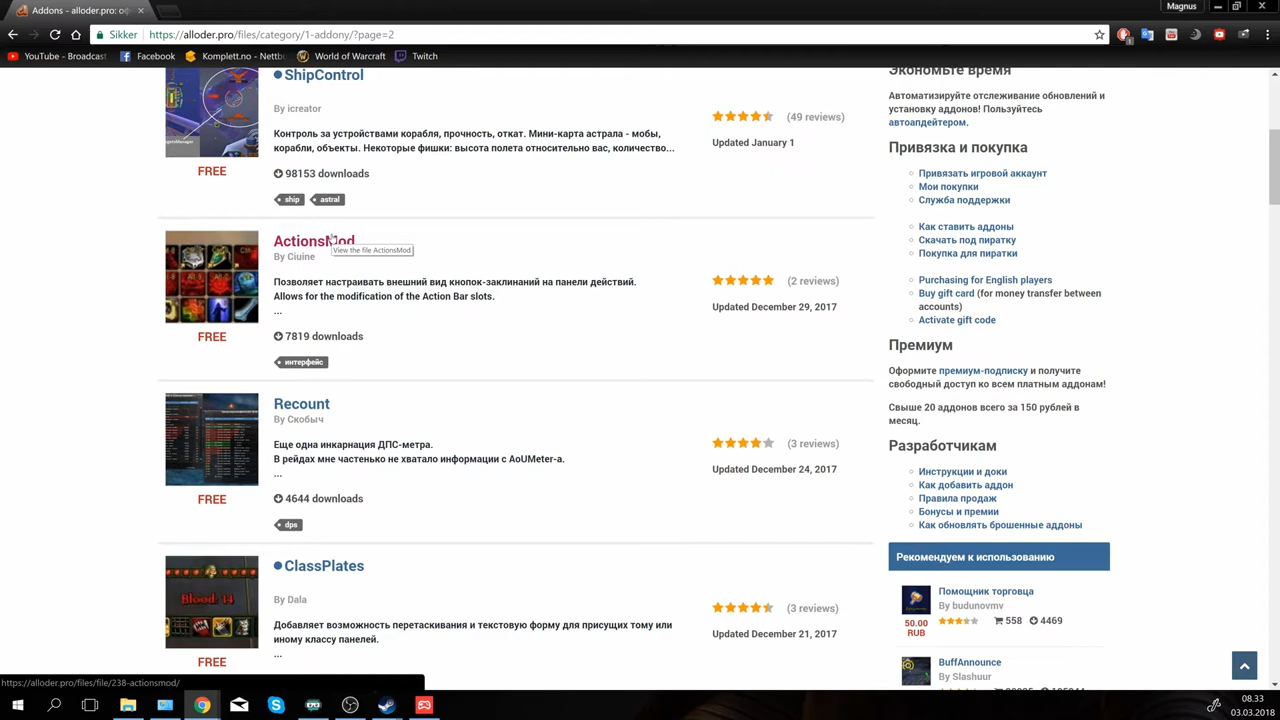 Addons - alloder.pro: о
Magnus
Sikker
https://alloder.pro/files/category/1-addony/?page=2
YouTube - Broadcast
Facebook
Komplett.no - Nettb
World of Warcraft
Twitch
ShipControl
By icreator
Контроль за устройствами корабля, прочность, откат. Мини-карта астрала - мобы,
корабли, объекты. Некоторые фишки: высота полета относительно вас, количество...
FREE
98153 downloads
ship
astral
(49 reviews)
Updated January 1
ActionsMod
View the file ActionsMod
By Ciuine
Позволяет настраивать внешний вид кнопок-заклинаний на панели действий.
Allows for the modification of the Action Bar slots.
...
FREE
7819 downloads
интерфейс
(2 reviews)
Updated December 29, 2017
Recount
By Скобыч
Еще одна инкарнация ДПС-метра.
В рейдах мне частенько не хватало информации с AoUMeter-а.
...
FREE
4644 downloads
dps
(3 reviews)
Updated December 24, 2017
ClassPlates
By Dala
Blood: 14
Добавляет возможность перетаскивания и текстовую форму для присущих тому или
иному классу панелей.
...
FREE
(3 reviews)
Updated December 21, 2017
Экономьте время
Автоматизируйте отслеживание обновлений и
установку аддонов! Пользуйтесь
автоапдейтером.
Привязка и покупка
Привязать игровой аккаунт
Мои покупки
Служба поддержки
Как ставить аддоны
Скачать под пиратку
Покупка для пиратки
Purchasing for English players
Buy gift card (for money transfer between
accounts)
Activate gift code
Премиум
Оформите премиум-подписку и получите
свободный доступ ко всем платным аддонам!
Свыше 20 аддонов всего за 150 рублей в
месяц.
Разработчикам
Инструкции и доки
Как добавить аддон
Правила продаж
Бонусы и премии
Как обновлять брошенные аддоны
Рекомендуем к использованию
Помощник торговца
By budunovmv
50.00
RUB
558
4469
BuffAnnounce
By Slashuur
https://alloder.pro/files/file/238-actionsmod/
08.33
03.03.2018